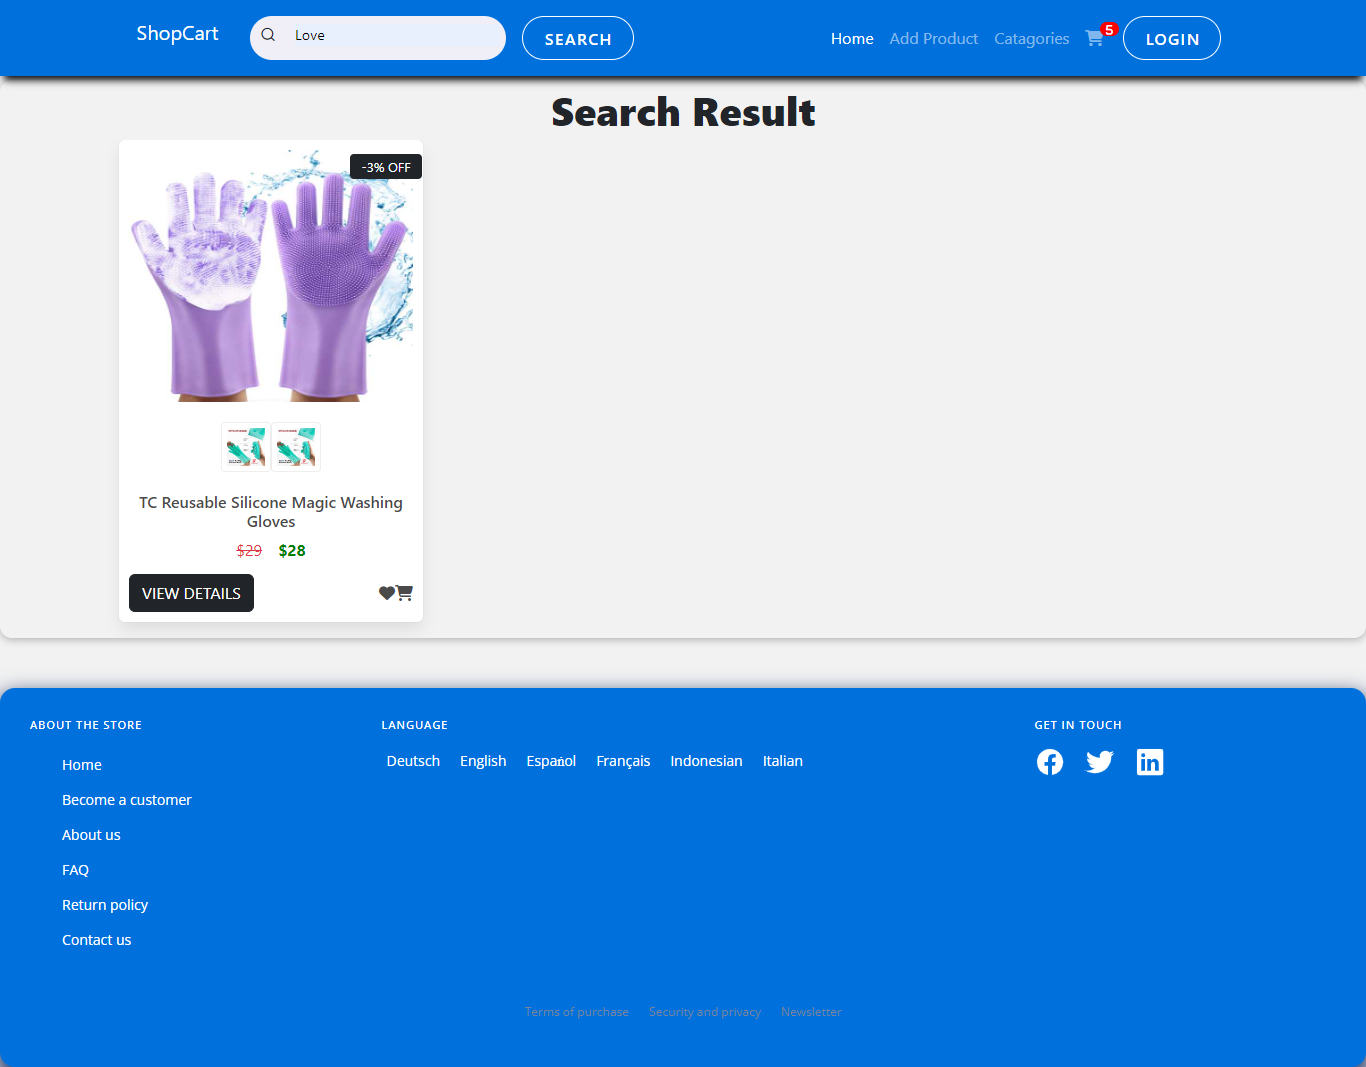 ShopCart
Love
SEARCH
Home
Add Product
Catagories
5
LOGIN
Search Result
-3% OFF
TC Reusable Silicone Magic Washing
Gloves
$29 $28
VIEW DETAILS
ABOUT THE STORE
Home
Become a customer
About us
FAQ
Return policy
Contact us
LANGUAGE
Deutsch English Español Français Indonesian Italian
GET IN TOUCH
Terms of purchase Security and privacy Newsletter